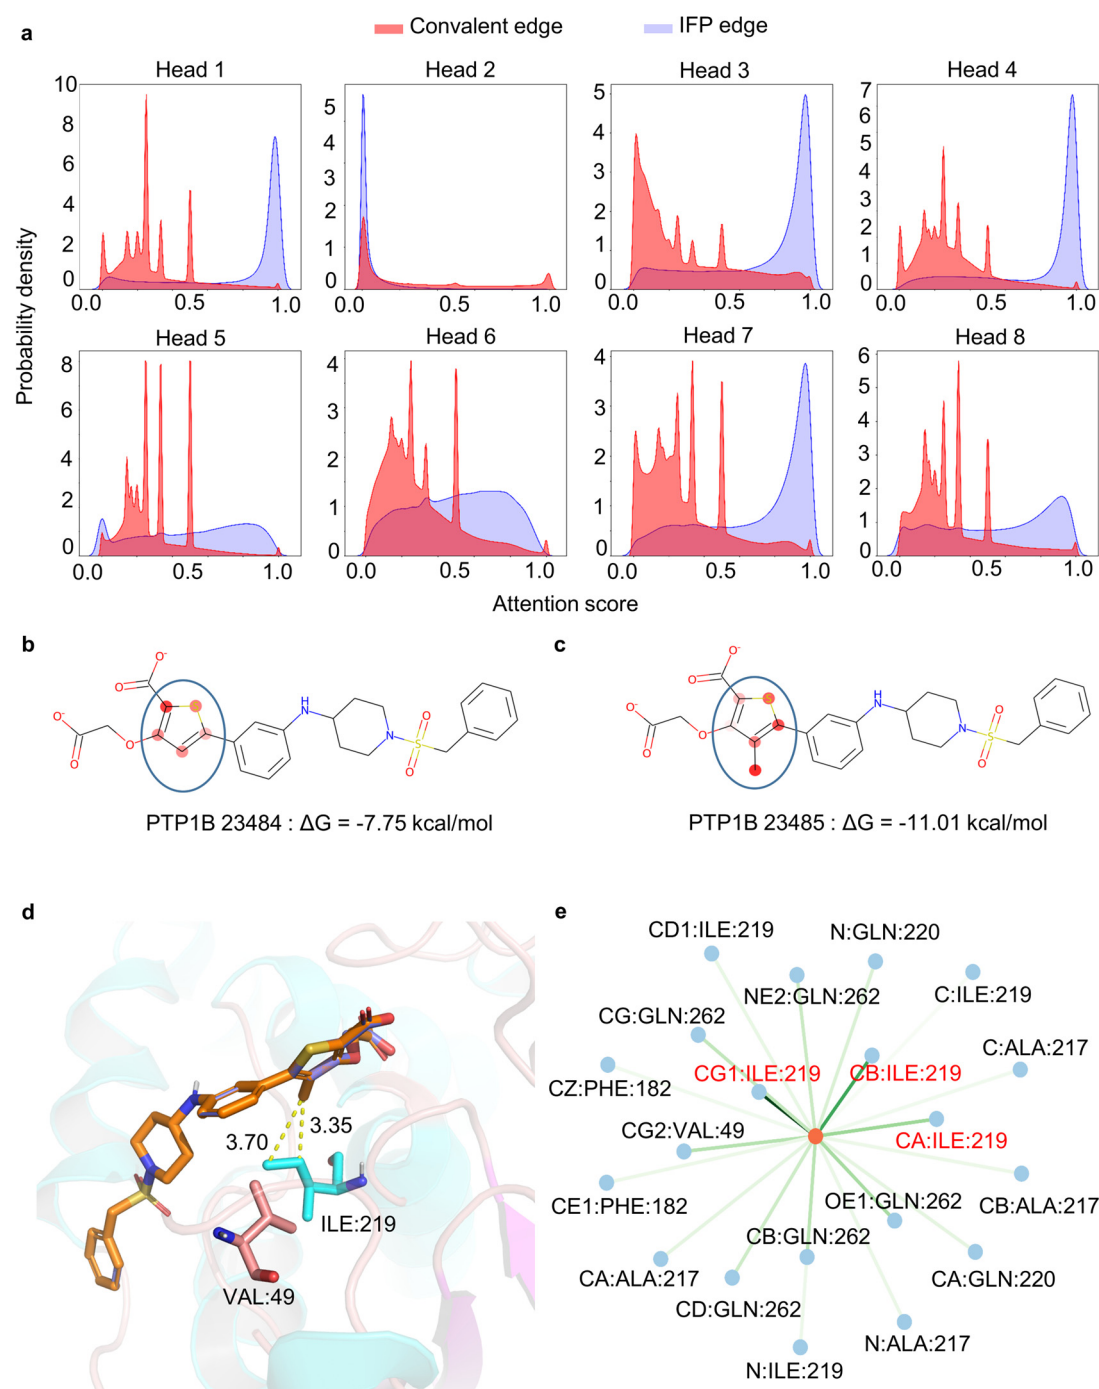 a
Convalent edge
IFP edge
Head 1
Head 2
Head 3
Head 4
10
8
6
4
2
0
5
4
3
2
1
0
5
4
3
2
1
0
7
6
5
4
3
2
1
0
0.0 0.5 1.0
0.0 0.5 1.0
0.0 0.5 1.0
0.0 0.5 1.0
Probability density
Head 5
Head 6
Head 7
Head 8
8
6
4
2
0
4
3
2
1
0
4
3
2
1
0
6
5
4
3
2
1
0
0.0 0.5 1.0
0.0 0.5 1.0
0.0 0.5 1.0
0.0 0.5 1.0
Attention score
b
O-
O
O-
O
O
H
N
N
O
S
O
PTP1B 23484 : ΔG = -7.75 kcal/mol
c
O-
O
O-
O
O
H
N
N
O
S
O
PTP1B 23485 : ΔG = -11.01 kcal/mol
d
3.70
3.35
ILE:219
VAL:49
e
CD1:ILE:219
N:GLN:220
NE2:GLN:262
C:ILE:219
CG:GLN:262
C:ALA:217
CG1:ILE:219
CB:ILE:219
CZ:PHE:182
CG2:VAL:49
CA:ILE:219
CE1:PHE:182
OE1:GLN:262
CB:ALA:217
CB:GLN:262
CA:ALA:217
CA:GLN:220
CD:GLN:262
N:ALA:217
N:ILE:219